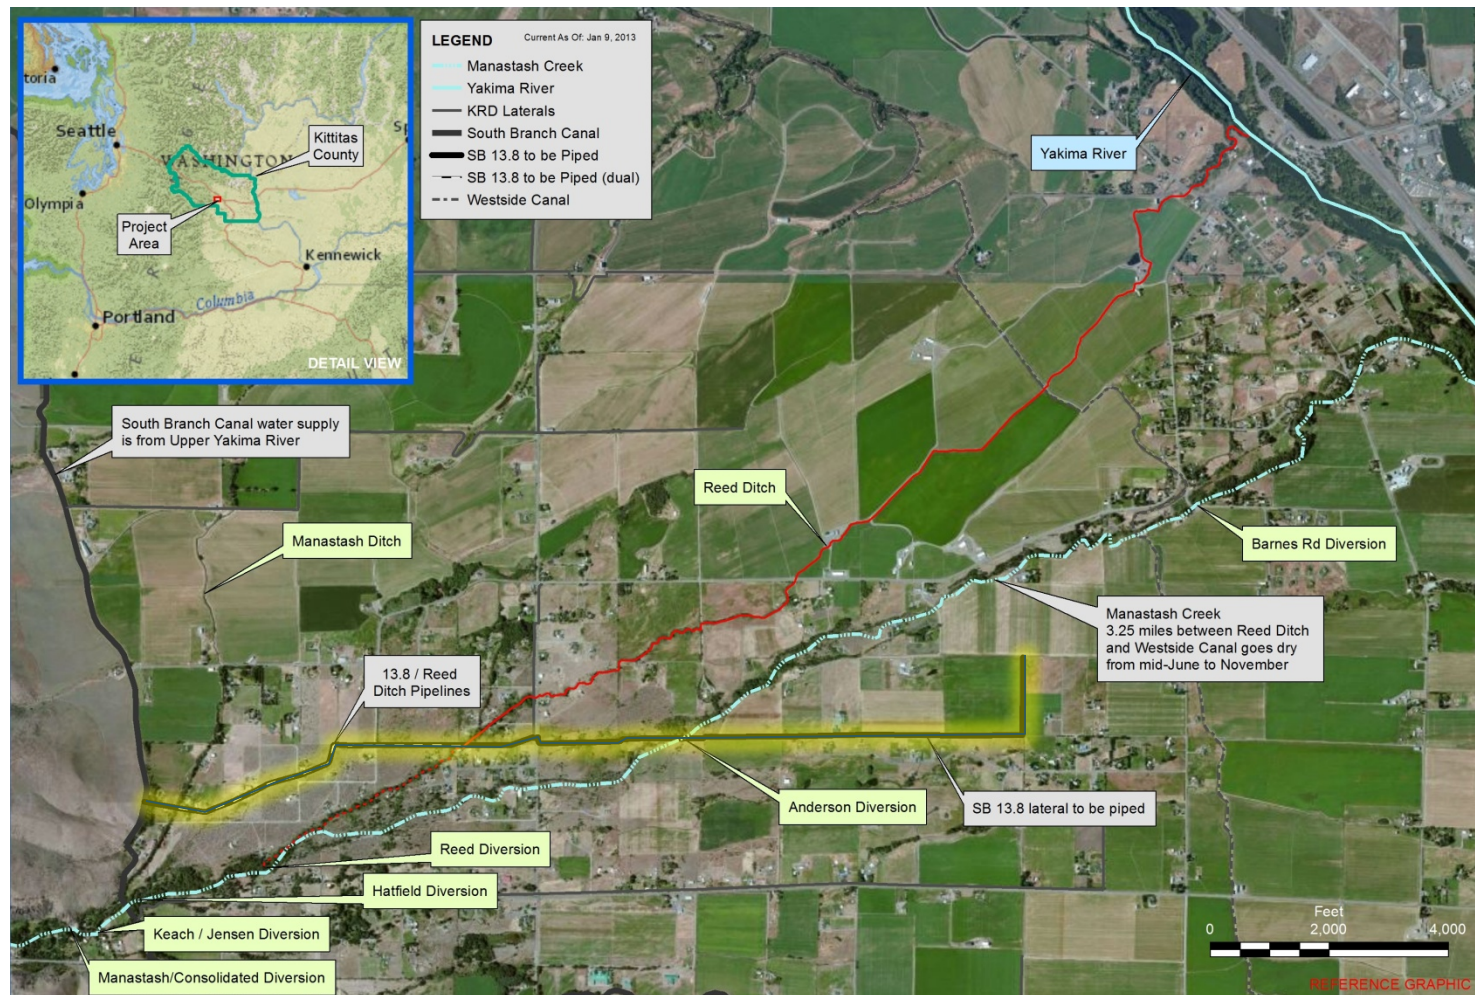 toria
Seattle
WASHINGTON
Sp
Olympia
Kennewick
Columbia
Portland
Kittitas
County
Project
Area
DETAIL VIEW
LEGEND
Current As Of: Jan 9, 2013
Manastash Creek
Yakima River
KRD Laterals
South Branch Canal
SB 13.8 to be Piped
SB 13.8 to be Piped (dual)
Westside Canal
Yakima River
South Branch Canal water supply
is from Upper Yakima River
Manastash Ditch
Reed Ditch
Barnes Rd Diversion
Manastash Creek
3.25 miles between Reed Ditch
and Westside Canal goes dry
from mid-June to November
13.8 / Reed
Ditch Pipelines
Anderson Diversion
SB 13.8 lateral to be piped
Reed Diversion
Hatfield Diversion
Keach / Jensen Diversion
Manastash/Consolidated Diversion
Feet
0 2,000 4,000
REFERENCE GRAPHIC